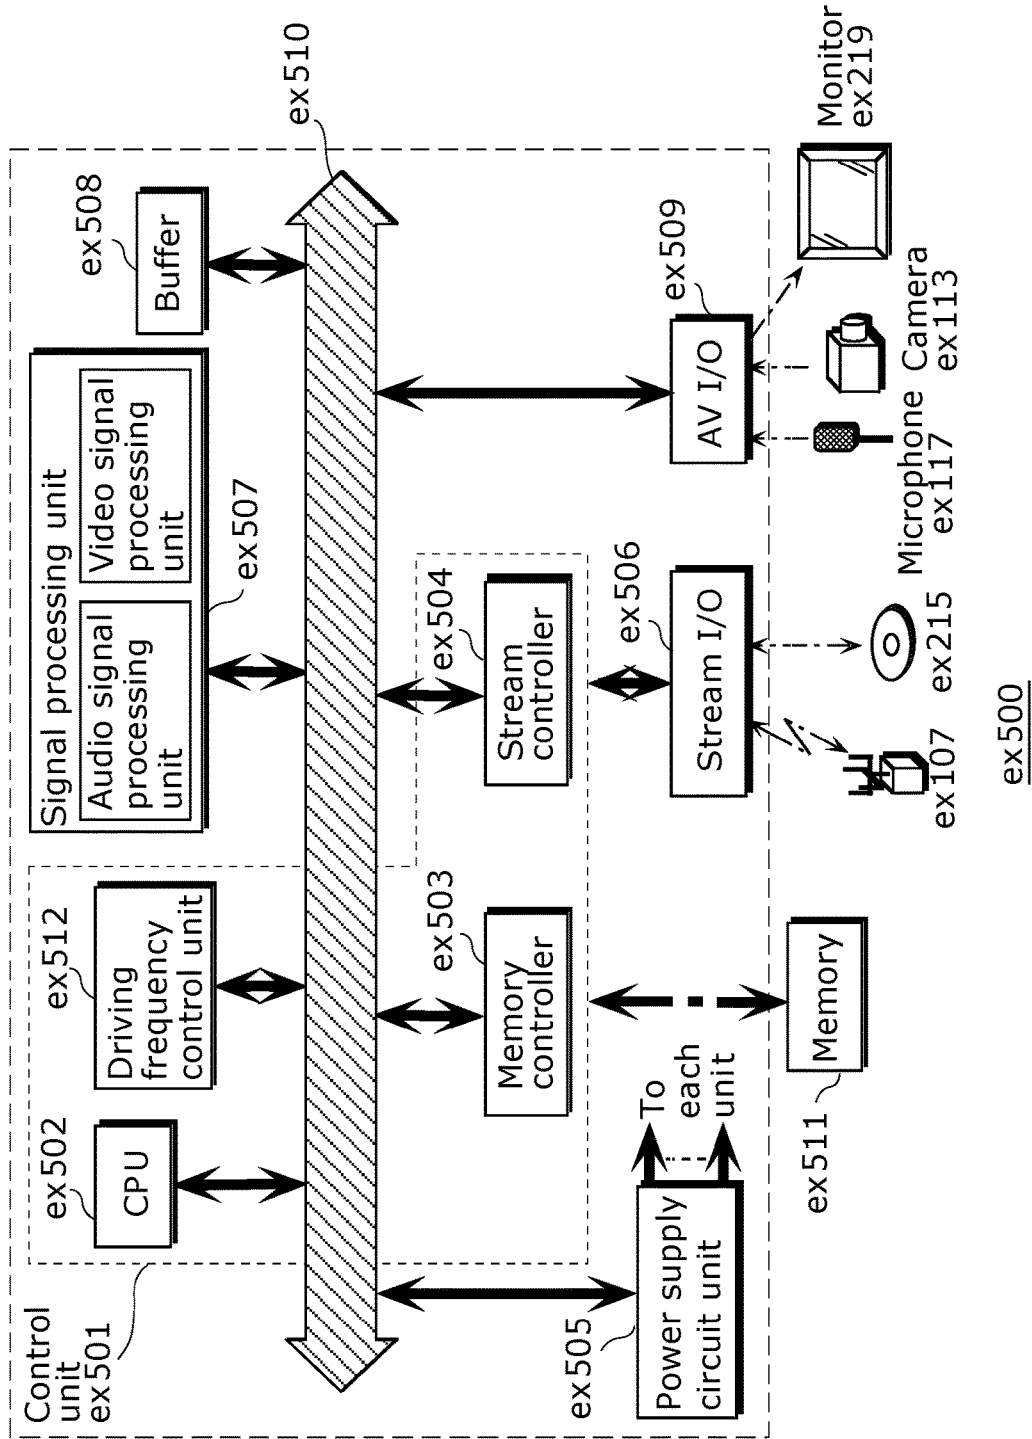 Control
unit
ex501
ex502
CPU
ex512
Driving
frequency
control unit
Signal processing unit
Audio signal
processing
unit
Video signal
processing
unit
ex507
ex508
Buffer
ex510
ex503
Memory
controller
ex504
Stream
controller
ex505
Power supply
circuit unit
To
each
unit
ex506
Stream I/O
ex509
AV I/O
ex511
Memory
ex107
ex215
Microphone
ex117
Camera
ex113
Monitor
ex219
ex500